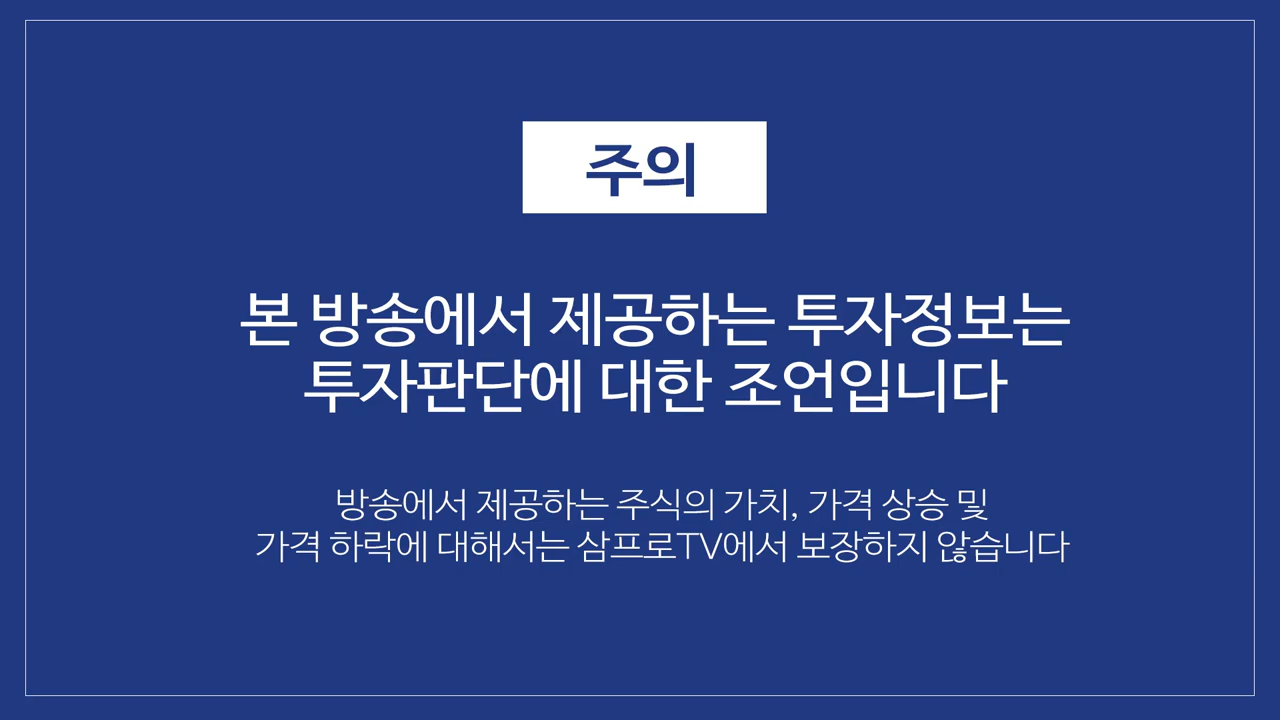 주의
본 방송에서 제공하는 투자정보는
투자판단에 대한 조언입니다
방송에서 제공하는 주식의 가치, 가격 상승 및
가격 하락에 대해서는 삼프로TV에서 보장하지 않습니다